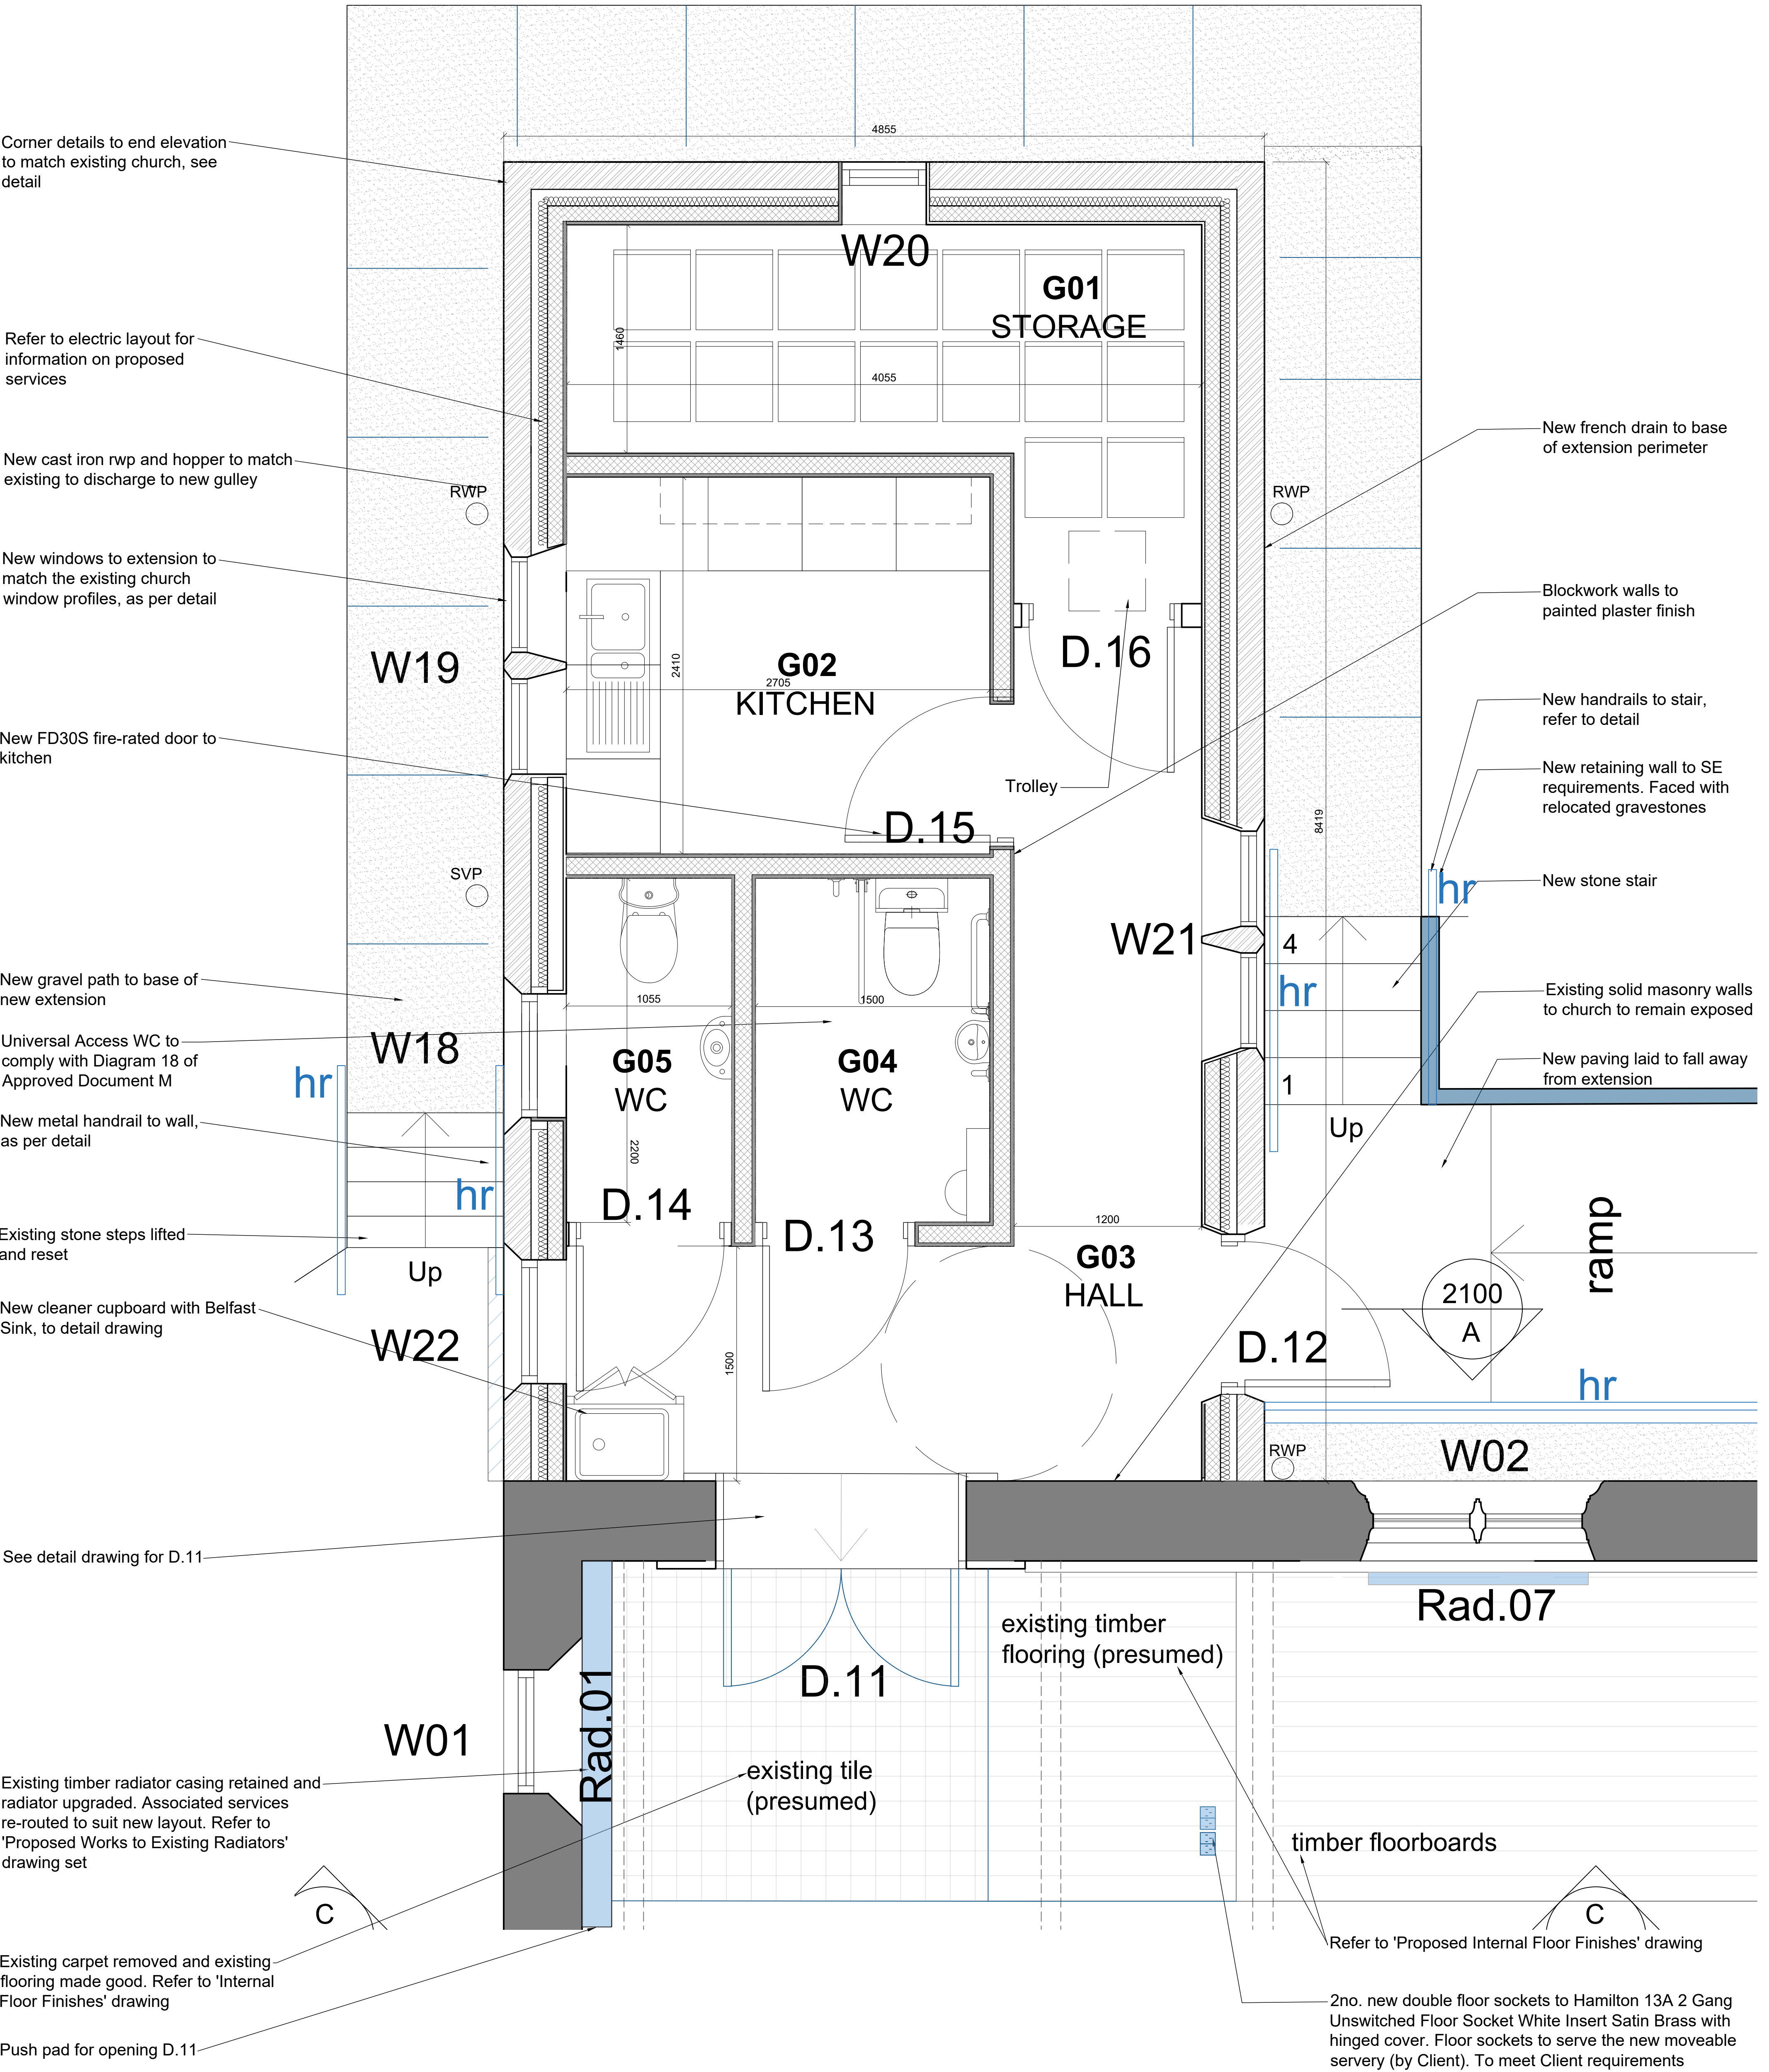 Corner details to end elevation
to match existing church, see
detail
Refer to electric layout for
information on proposed
services
New cast iron rwp and hopper to match
existing to discharge to new gulley
New windows to extension to
match the existing church
window profiles, as per detail
New FD30S fire-rated door to
kitchen
New gravel path to base of
new extension
Universal Access WC to
comply with Diagram 18 of
Approved Document M
New metal handrail to wall,
as per detail
Existing stone steps lifted
and reset
New cleaner cupboard with Belfast
Sink, to detail drawing
See detail drawing for D.11
Existing timber radiator casing retained and
radiator upgraded. Associated services
re-routed to suit new layout. Refer to
'Proposed Works to Existing Radiators'
drawing set
Existing carpet removed and existing
flooring made good. Refer to 'Internal
Floor Finishes' drawing
Push pad for opening D.11
4855
W20
G01
STORAGE
1460
4055
RWP
RWP
W19
G02
KITCHEN
2705
2410
D.16
Trolley
D.15
8419
SVP
W21
4
hr
hr
1
Up
1055
1500
W18
G05
WC
G04
WC
hr
2200
hr
D.14
D.13
1200
G03
HALL
Up
W22
1500
D.12
2100
A
ramp
hr
RWP
W02
Rad.07
existing timber
flooring (presumed)
D.11
W01
Rad.01
existing tile
(presumed)
timber floorboards
C
C
New french drain to base
of extension perimeter
Blockwork walls to
painted plaster finish
New handrails to stair,
refer to detail
New retaining wall to SE
requirements. Faced with
relocated gravestones
New stone stair
Existing solid masonry walls
to church to remain exposed
New paving laid to fall away
from extension
Refer to 'Proposed Internal Floor Finishes' drawing
2no. new double floor sockets to Hamilton 13A 2 Gang
Unswitched Floor Socket White Insert Satin Brass with
hinged cover. Floor sockets to serve the new moveable
servery (by Client). To meet Client requirements